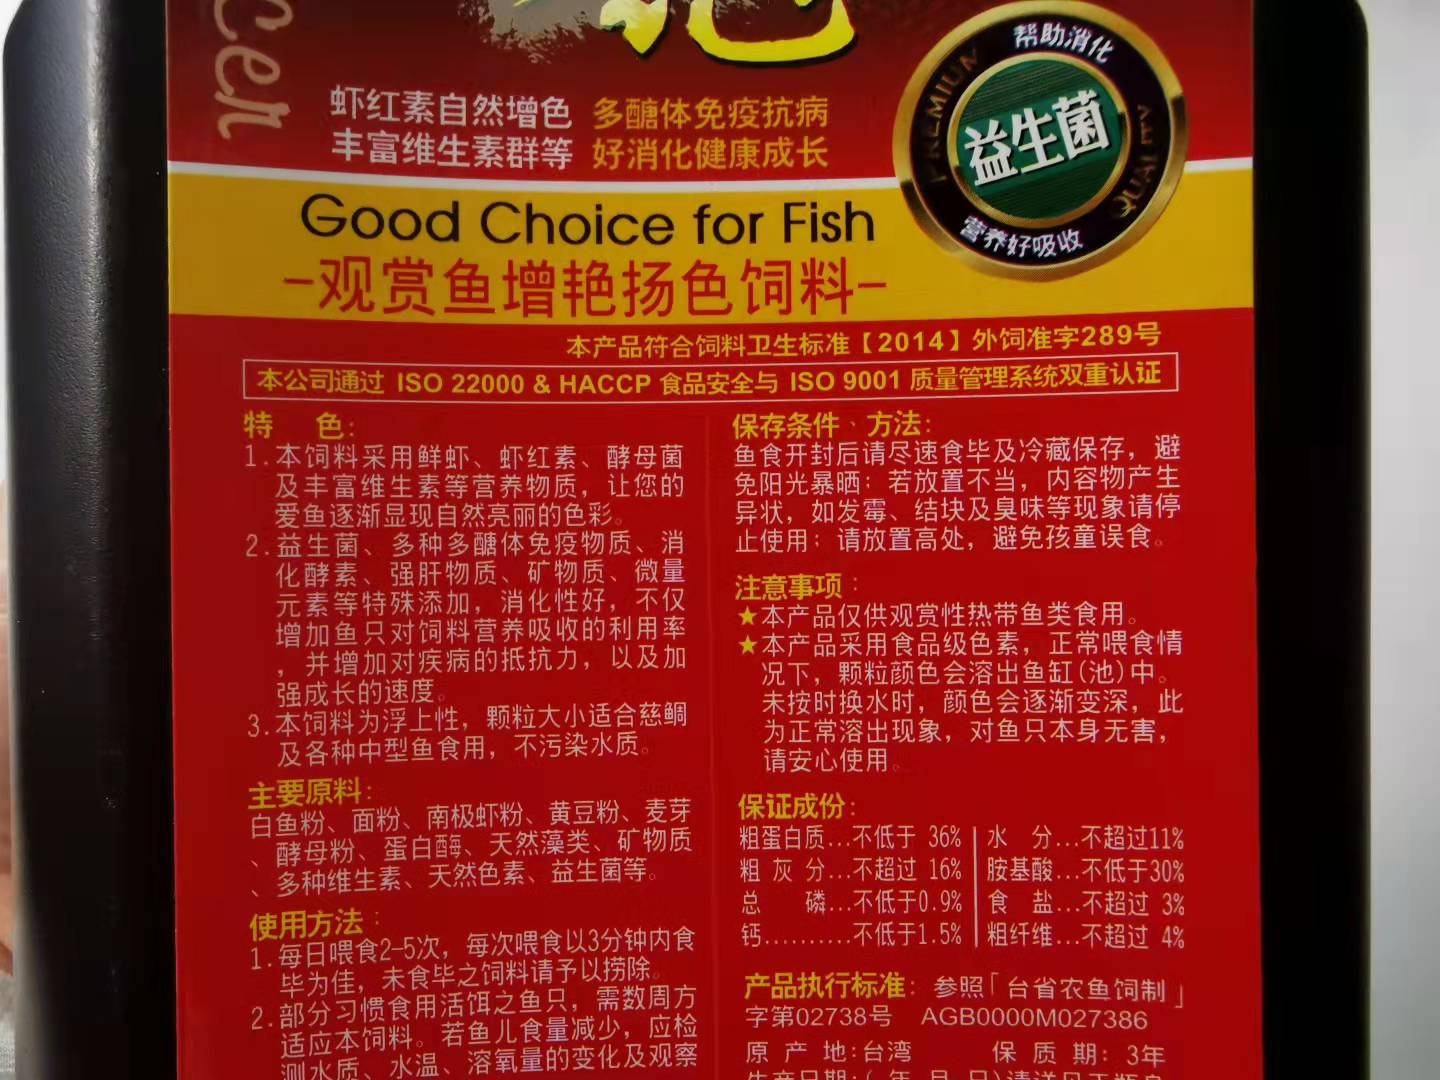 cer
虾红素自然增色 多醣体免疫抗病
丰富维生素群等 好消化健康成长
帮助消化
PREMIUM
益生菌
QUALITY
营养好吸收
Good Choice for Fish
-观赏鱼增艳扬色饲料-
本产品符合饲料卫生标准【2014】外饲准字289号
本公司通过 ISO 22000 & HACCP 食品安全与 ISO 9001 质量管理系统双重认证
特 色:
1.本饲料采用鲜虾、虾红素、酵母菌
及丰富维生素等营养物质，让您的
爱鱼逐渐显现自然亮丽的色彩。
2.益生菌、多种多醣体免疫物质、消
化酵素、强肝物质、矿物质、微量
元素等特殊添加，消化性好，不仅
增加鱼只对饲料营养吸收的利用率
，并增加对疾病的抵抗力，以及加
强成长的速度。
3.本饲料为浮上性，颗粒大小适合慈鲷
及各种中型鱼食用，不污染水质。
主要原料:
白鱼粉、面粉、南极虾粉、黄豆粉、麦芽
、酵母粉、蛋白酶、天然藻类、矿物质
、多种维生素、天然色素、益生菌等。
使用方法:
1.每日喂食2-5次，每次喂食以3分钟内食
毕为佳，未食毕之饲料请予以捞除。
2.部分习惯食用活饵之鱼只，需数周方
适应本饲料。若鱼儿食量减少，应检
测水质、水温、溶氧量的变化及观察
保存条件、方法:
鱼食开封后请尽速食毕及冷藏保存，避
免阳光暴晒；若放置不当，内容物产生
异状，如发霉、结块及臭味等现象请停
止使用；请放置高处，避免孩童误食。
注意事项:
★本产品仅供观赏性热带鱼类食用。
★本产品采用食品级色素，正常喂食情
况下，颗粒颜色会溶出鱼缸(池)中。
未按时换水时，颜色会逐渐变深，此
为正常溶出现象，对鱼只本身无害，
请安心使用。
保证成份:
粗蛋白质...不低于 36% 水 分...不超过11%
粗 灰 分...不超过 16% 胺基酸...不低于30%
总 磷...不低于0.9% 食 盐...不超过 3%
钙..........不低于1.5% 粗纤维...不超过 4%
产品执行标准: 参照「台省农鱼饲制」
字第02738号 AGB0000M027386
原 产 地:台湾 保 质 期: 3年